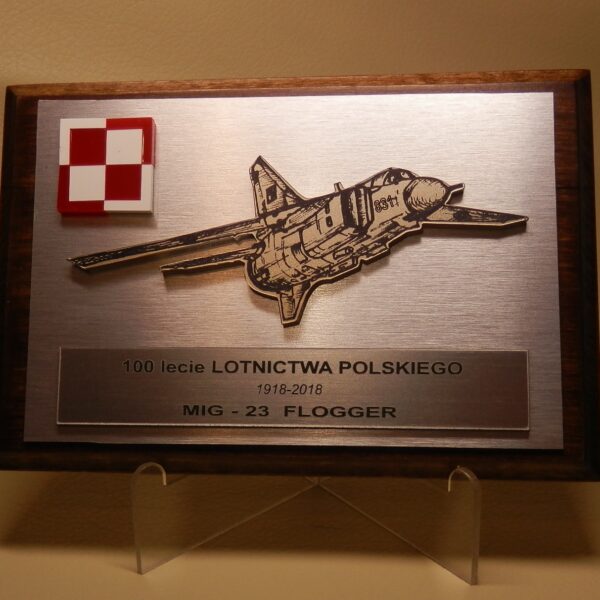 100 lecie LOTNICTWA POLSKIEGO
1918-2018
MIG - 23 FLOGGER